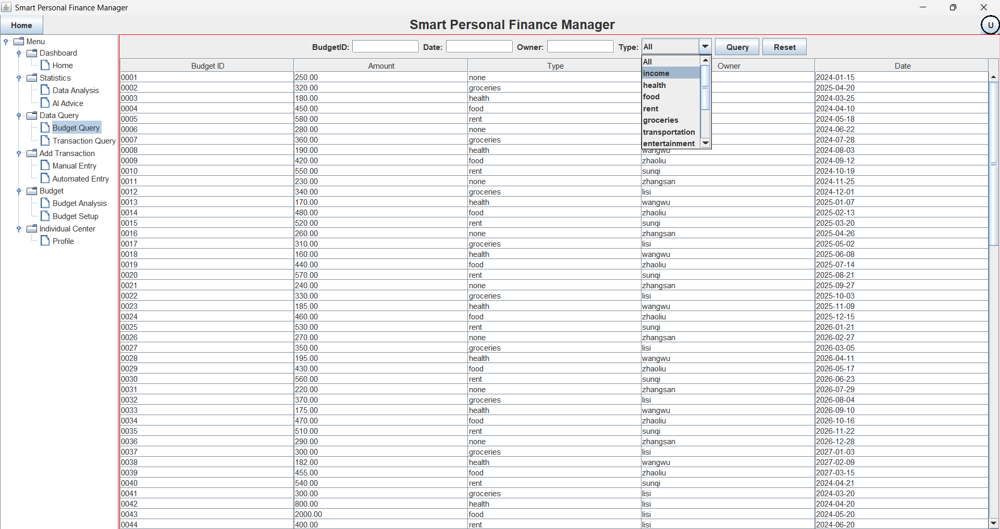 Smart Personal Finance Manager
Home
Smart Personal Finance Manager
U
Menu
Dashboard
Home
Statistics
Data Analysis
AI Advice
Data Query
Budget Query
Transaction Query
Add Transaction
Manual Entry
Automated Entry
Budget
Budget Analysis
Budget Setup
Individual Center
Profile
BudgetID: Date: Owner: Type: All Query Reset
All
income
health
food
rent
groceries
transportation
entertainment
Budget ID Amount Type Owner Date
0001 250.00 none 2024-01-15
0002 320.00 groceries 2025-04-20
0003 180.00 health 2024-03-25
0004 450.00 food 2024-04-10
0005 580.00 rent 2024-05-18
0006 280.00 none 2024-06-22
0007 360.00 groceries 2024-07-28
0008 190.00 health wangwu 2024-08-03
0009 420.00 food zhaoliu 2024-09-12
0010 550.00 rent sunqi 2024-10-19
0011 230.00 none zhangsan 2024-11-25
0012 340.00 groceries lisi 2024-12-01
0013 170.00 health wangwu 2025-01-07
0014 480.00 food zhaoliu 2025-02-13
0015 520.00 rent sunqi 2025-03-20
0016 260.00 none zhangsan 2025-04-26
0017 310.00 groceries lisi 2025-05-02
0018 160.00 health wangwu 2025-06-08
0019 440.00 food zhaoliu 2025-07-14
0020 570.00 rent sunqi 2025-08-21
0021 240.00 none zhangsan 2025-09-27
0022 330.00 groceries lisi 2025-10-03
0023 185.00 health wangwu 2025-11-09
0024 460.00 food zhaoliu 2025-12-15
0025 530.00 rent sunqi 2026-01-21
0026 270.00 none zhangsan 2026-02-27
0027 350.00 groceries lisi 2026-03-05
0028 195.00 health wangwu 2026-04-11
0029 430.00 food zhaoliu 2026-05-17
0030 560.00 rent sunqi 2026-06-23
0031 220.00 none zhangsan 2026-07-29
0032 370.00 groceries lisi 2026-08-04
0033 175.00 health wangwu 2026-09-10
0034 470.00 food zhaoliu 2026-10-16
0035 510.00 rent sunqi 2026-11-22
0036 290.00 none zhangsan 2026-12-28
0037 300.00 groceries lisi 2027-01-03
0038 182.00 health wangwu 2027-02-09
0039 455.00 food zhaoliu 2027-03-15
0040 540.00 rent sunqi 2024-04-21
0041 300.00 groceries lisi 2024-03-20
0042 800.00 health lisi 2024-04-20
0043 2000.00 food lisi 2024-05-20
0044 400.00 rent lisi 2024-06-20